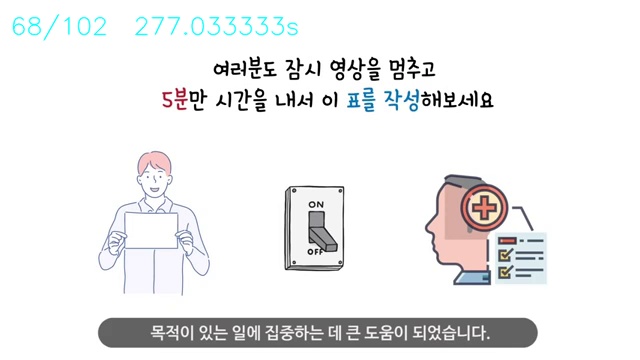 68/102 277.033333s
여러분도 잠시 영상을 멈추고
5분만 시간을 내서 이 표를 작성해보세요
ON
OFF
목적이 있는 일에 집중하는 데 큰 도움이 되었습니다.